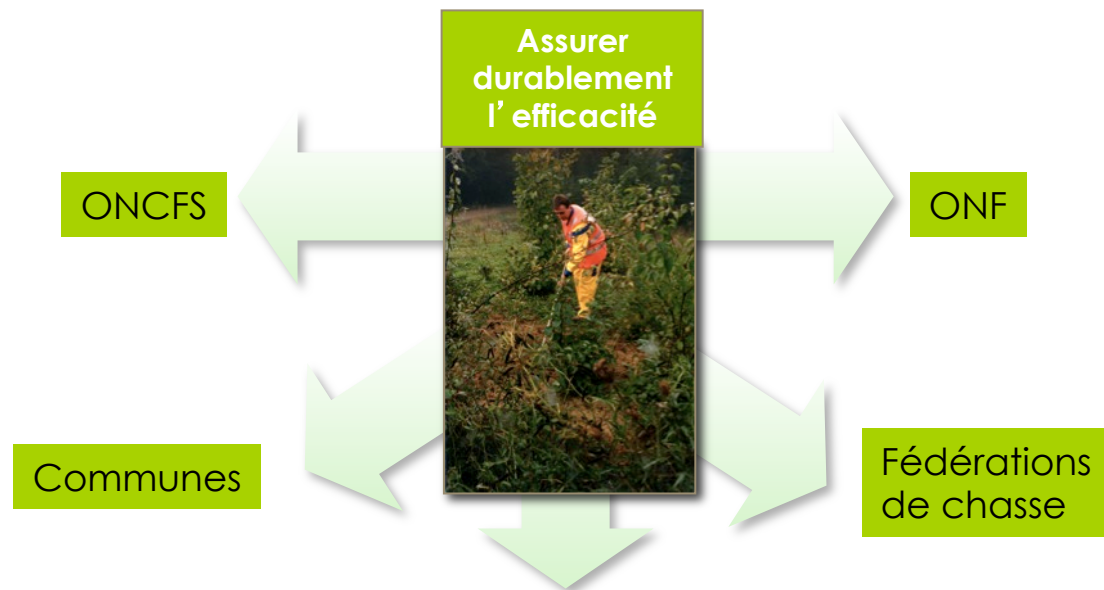 Assurer
durablement
l’ efficacité
ONCFS
ONF
Communes
Fédérations
de chasse